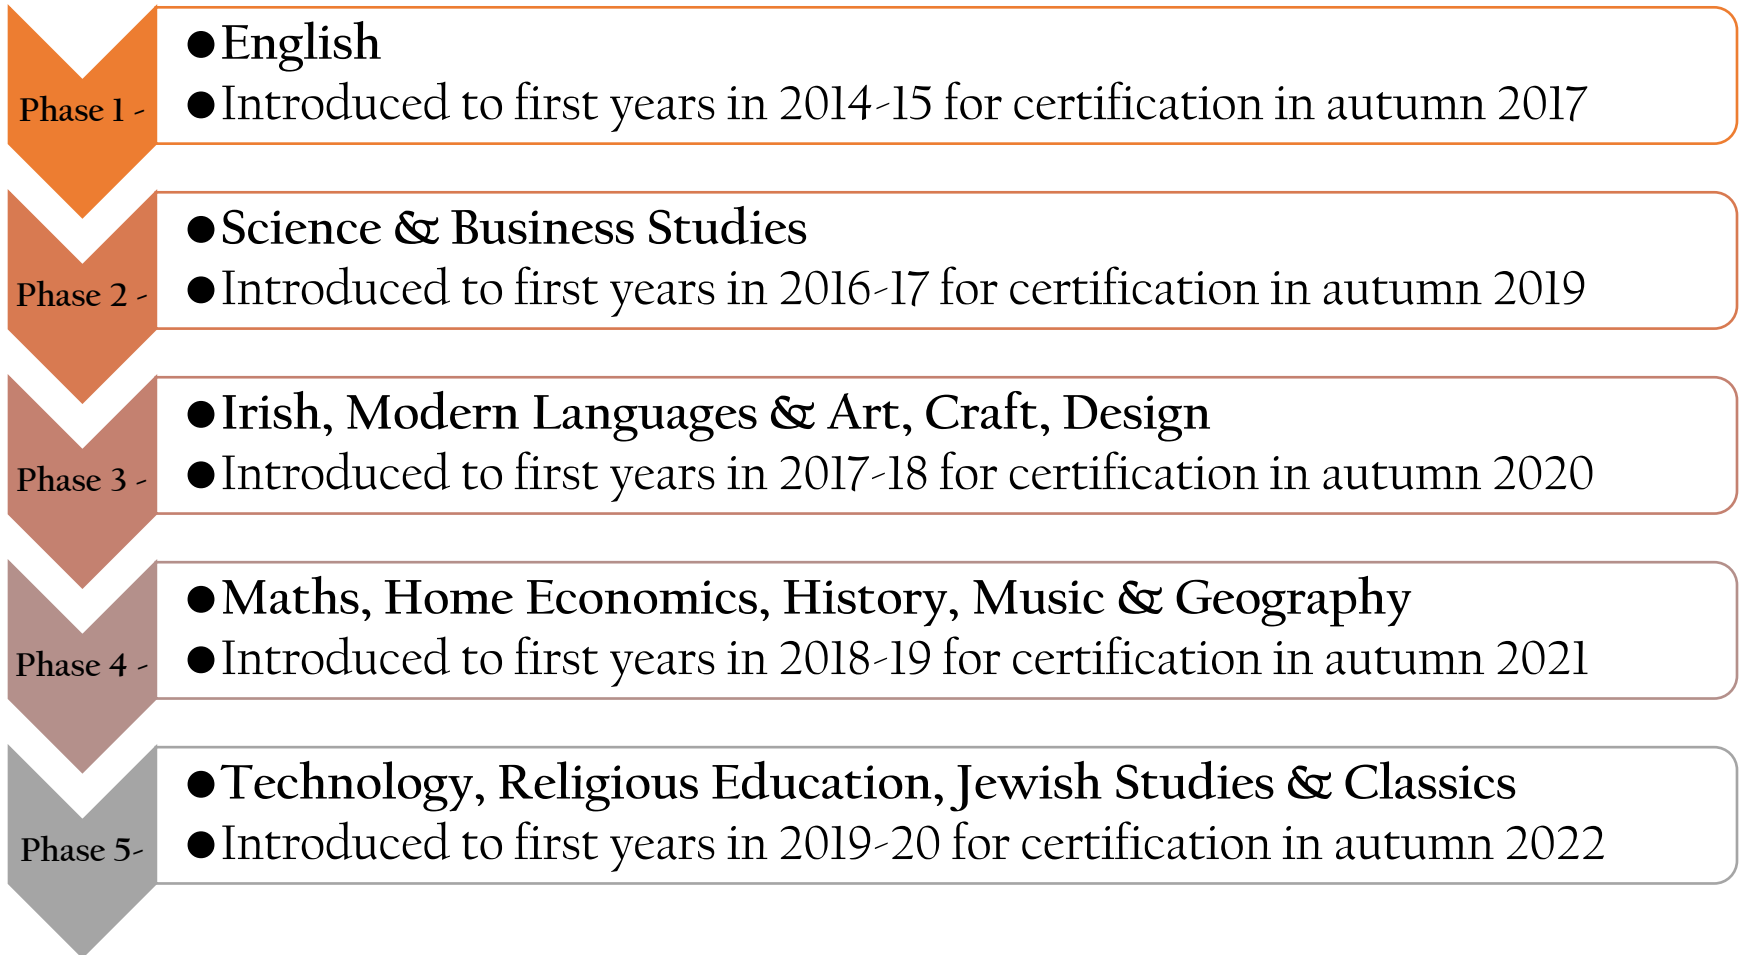 Phase 1 -
●English
●Introduced to first years in 2014-15 for certification in autumn 2017
Phase 2 -
●Science & Business Studies
●Introduced to first years in 2016-17 for certification in autumn 2019
Phase 3 -
●Irish, Modern Languages & Art, Craft, Design
●Introduced to first years in 2017-18 for certification in autumn 2020
Phase 4 -
●Maths, Home Economics, History, Music & Geography
●Introduced to first years in 2018-19 for certification in autumn 2021
Phase 5-
●Technology, Religious Education, Jewish Studies & Classics
●Introduced to first years in 2019-20 for certification in autumn 2022